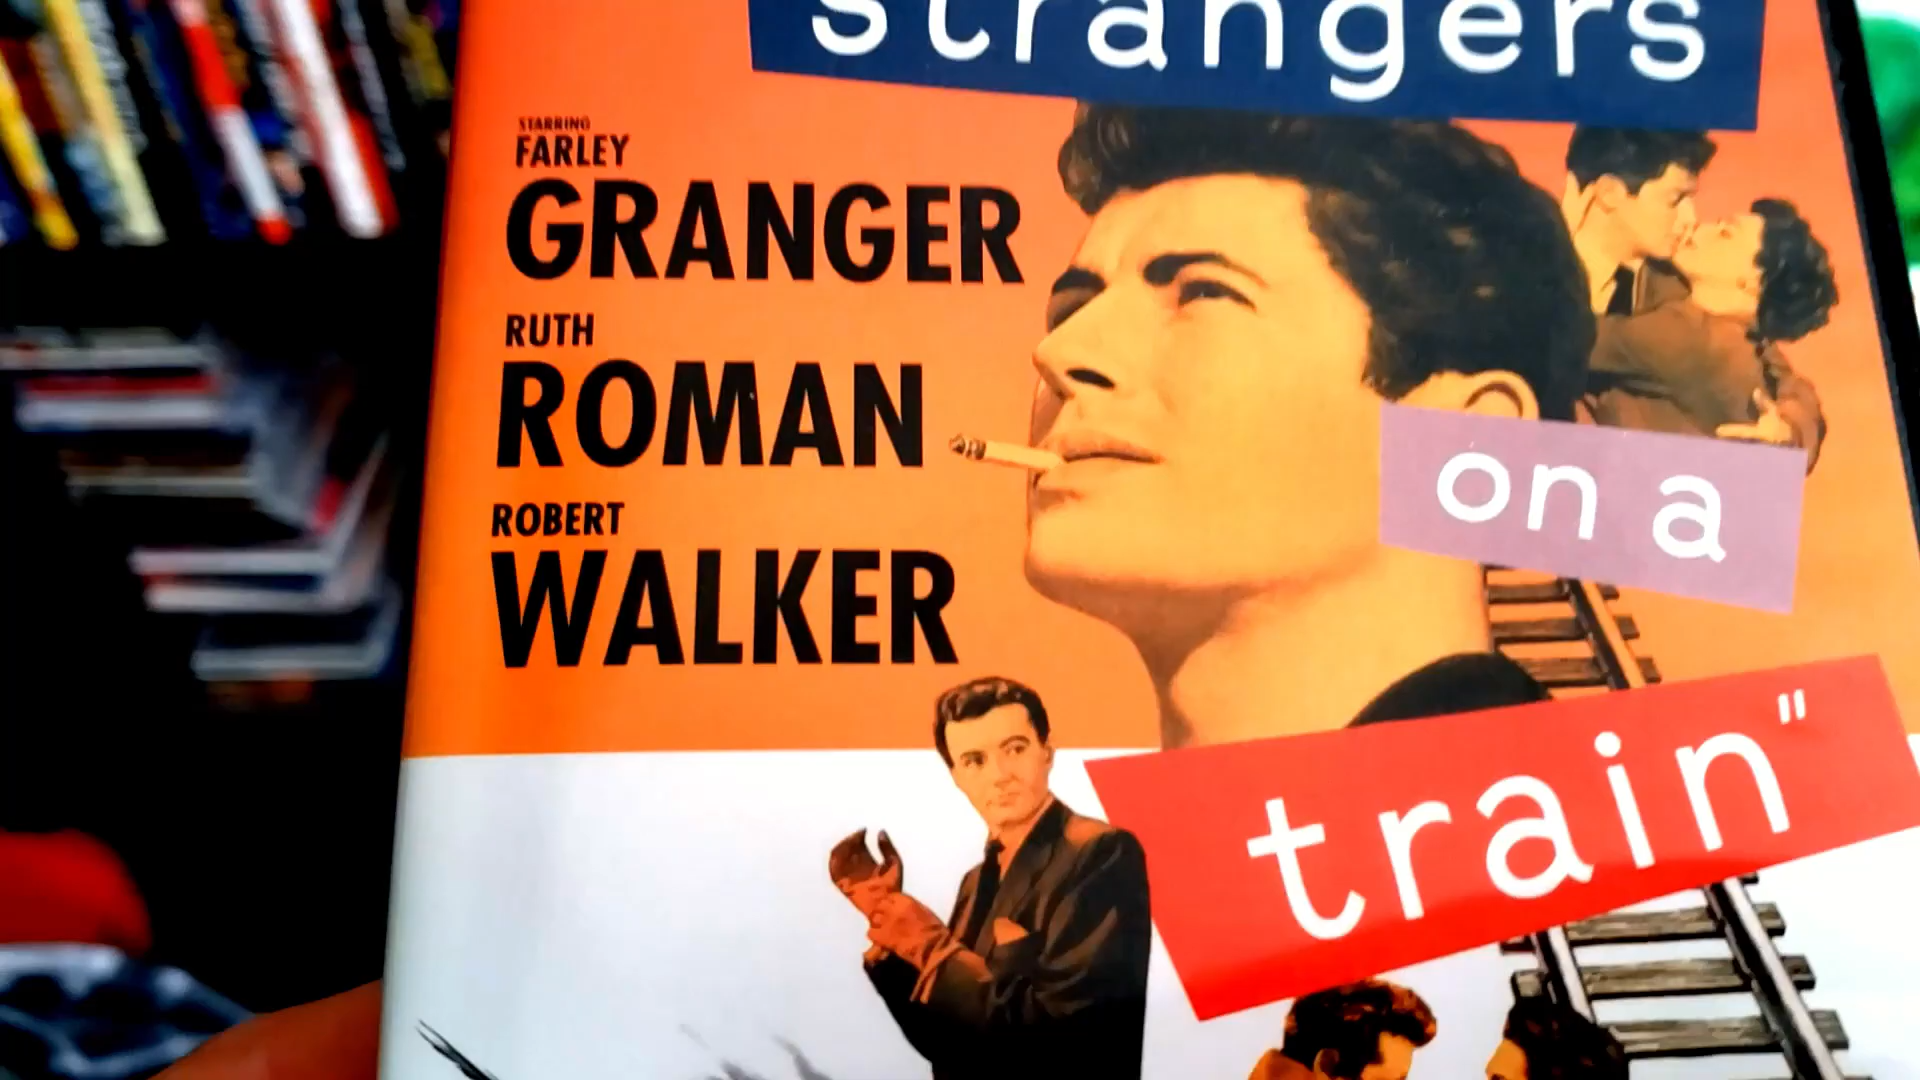 strangers
STARRING
FARLEY
GRANGER
RUTH
ROMAN
ROBERT
WALKER
on a
train"